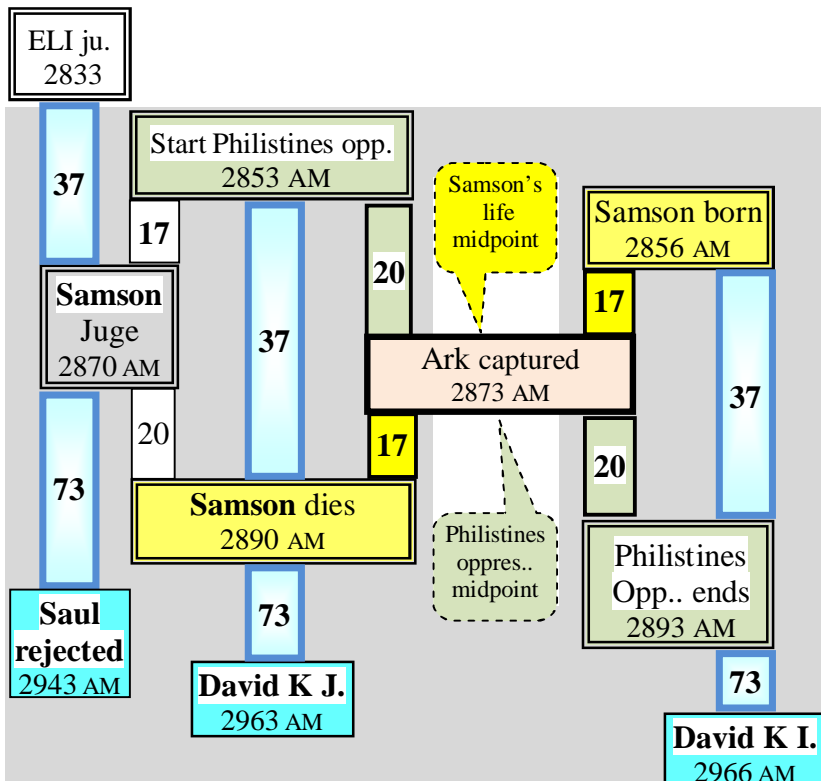 ELI ju.
2833
37
Start Philistines opp.
2853 AM
17
Samson
Juge
2870 AM
20
73
Saul
rejected
2943 AM
37
20
Samson's
life
midpoint
Samson born
2856 AM
17
Ark captured
2873 AM
17
Samson dies
2890 AM
Philistines
oppres..
midpoint
20
37
Philistines
Opp.. ends
2893 AM
73
David K J.
2963 AM
73
David K I.
2966 AM